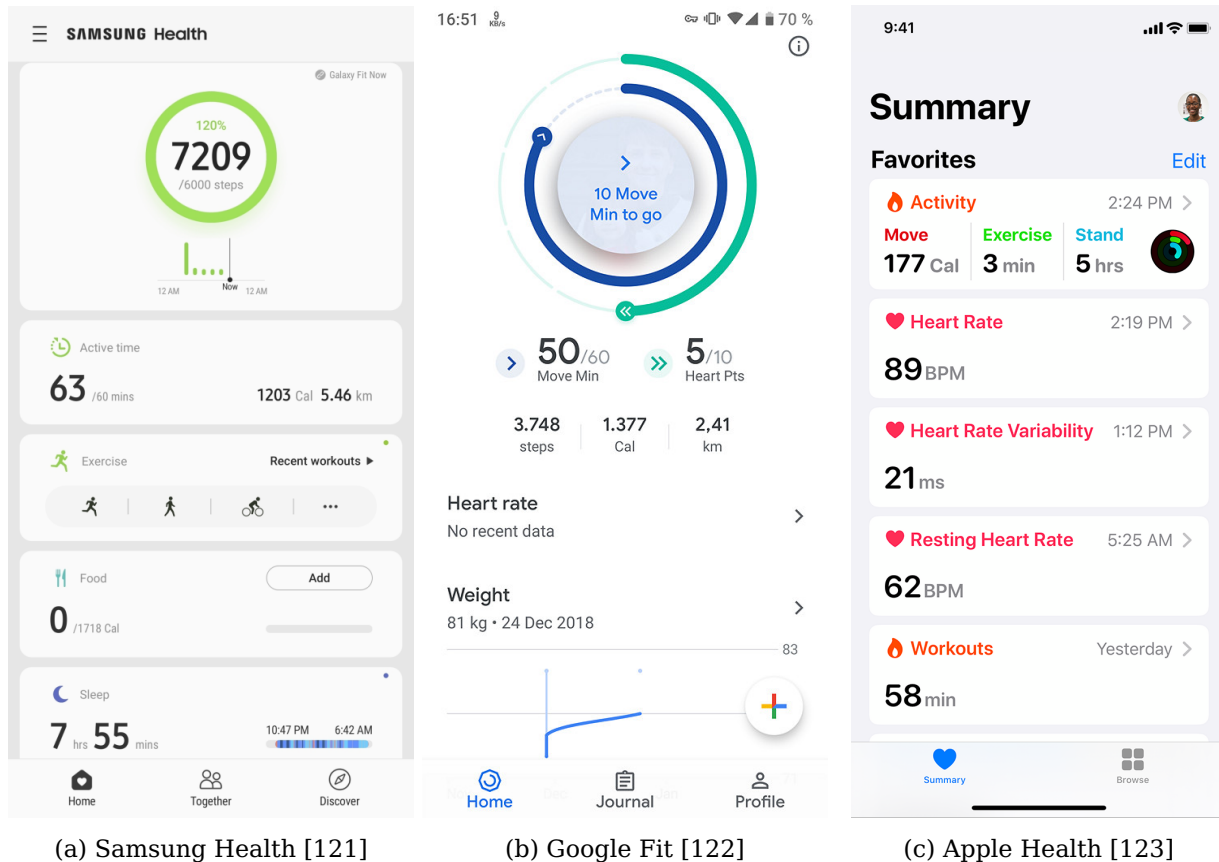 SAMSUNG Health
Galaxy Fit Now
120%
7209
/6000 steps
12 AM
Now
12 AM
Active time
63 /60 mins
1203 Cal 5.46 km
Exercise
Recent workouts
Food
Add
0 /1718 Cal
Sleep
7 hrs 55 mins
10:47 PM 6:42 AM
Home
Together
Discover
(a) Samsung Health [121]
16:51 9 KB/s 70 %
10 Move
Min to go
50/60
Move Min
5/10
Heart Pts
3.748
steps
1.377
Cal
2,41
km
Heart rate
No recent data
Weight
81 kg • 24 Dec 2018
83
71
Dec
Jan
Home
Journal
Profile
(b) Google Fit [122]
9:41
Summary
Favorites Edit
Activity 2:24 PM
Move
177 Cal
Exercise
3 min
Stand
5 hrs
Heart Rate 2:19 PM
89 BPM
Heart Rate Variability 1:12 PM
21 ms
Resting Heart Rate 5:25 AM
62 BPM
Workouts Yesterday
58 min
Summary
Browse
(c) Apple Health [123]